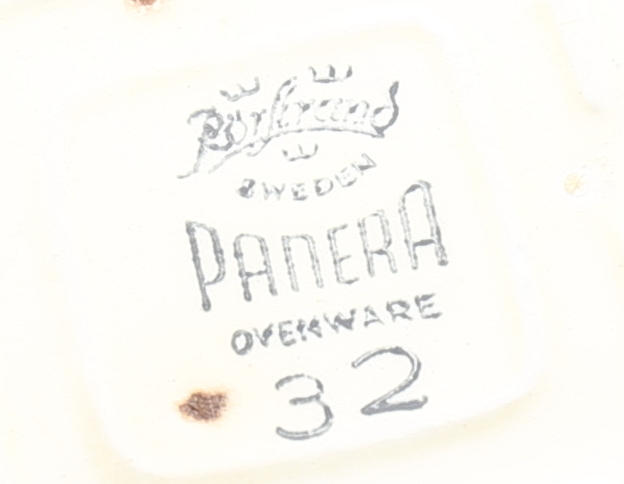 Rörstrand
SWEDEN
PANERA
OVENWARE
32